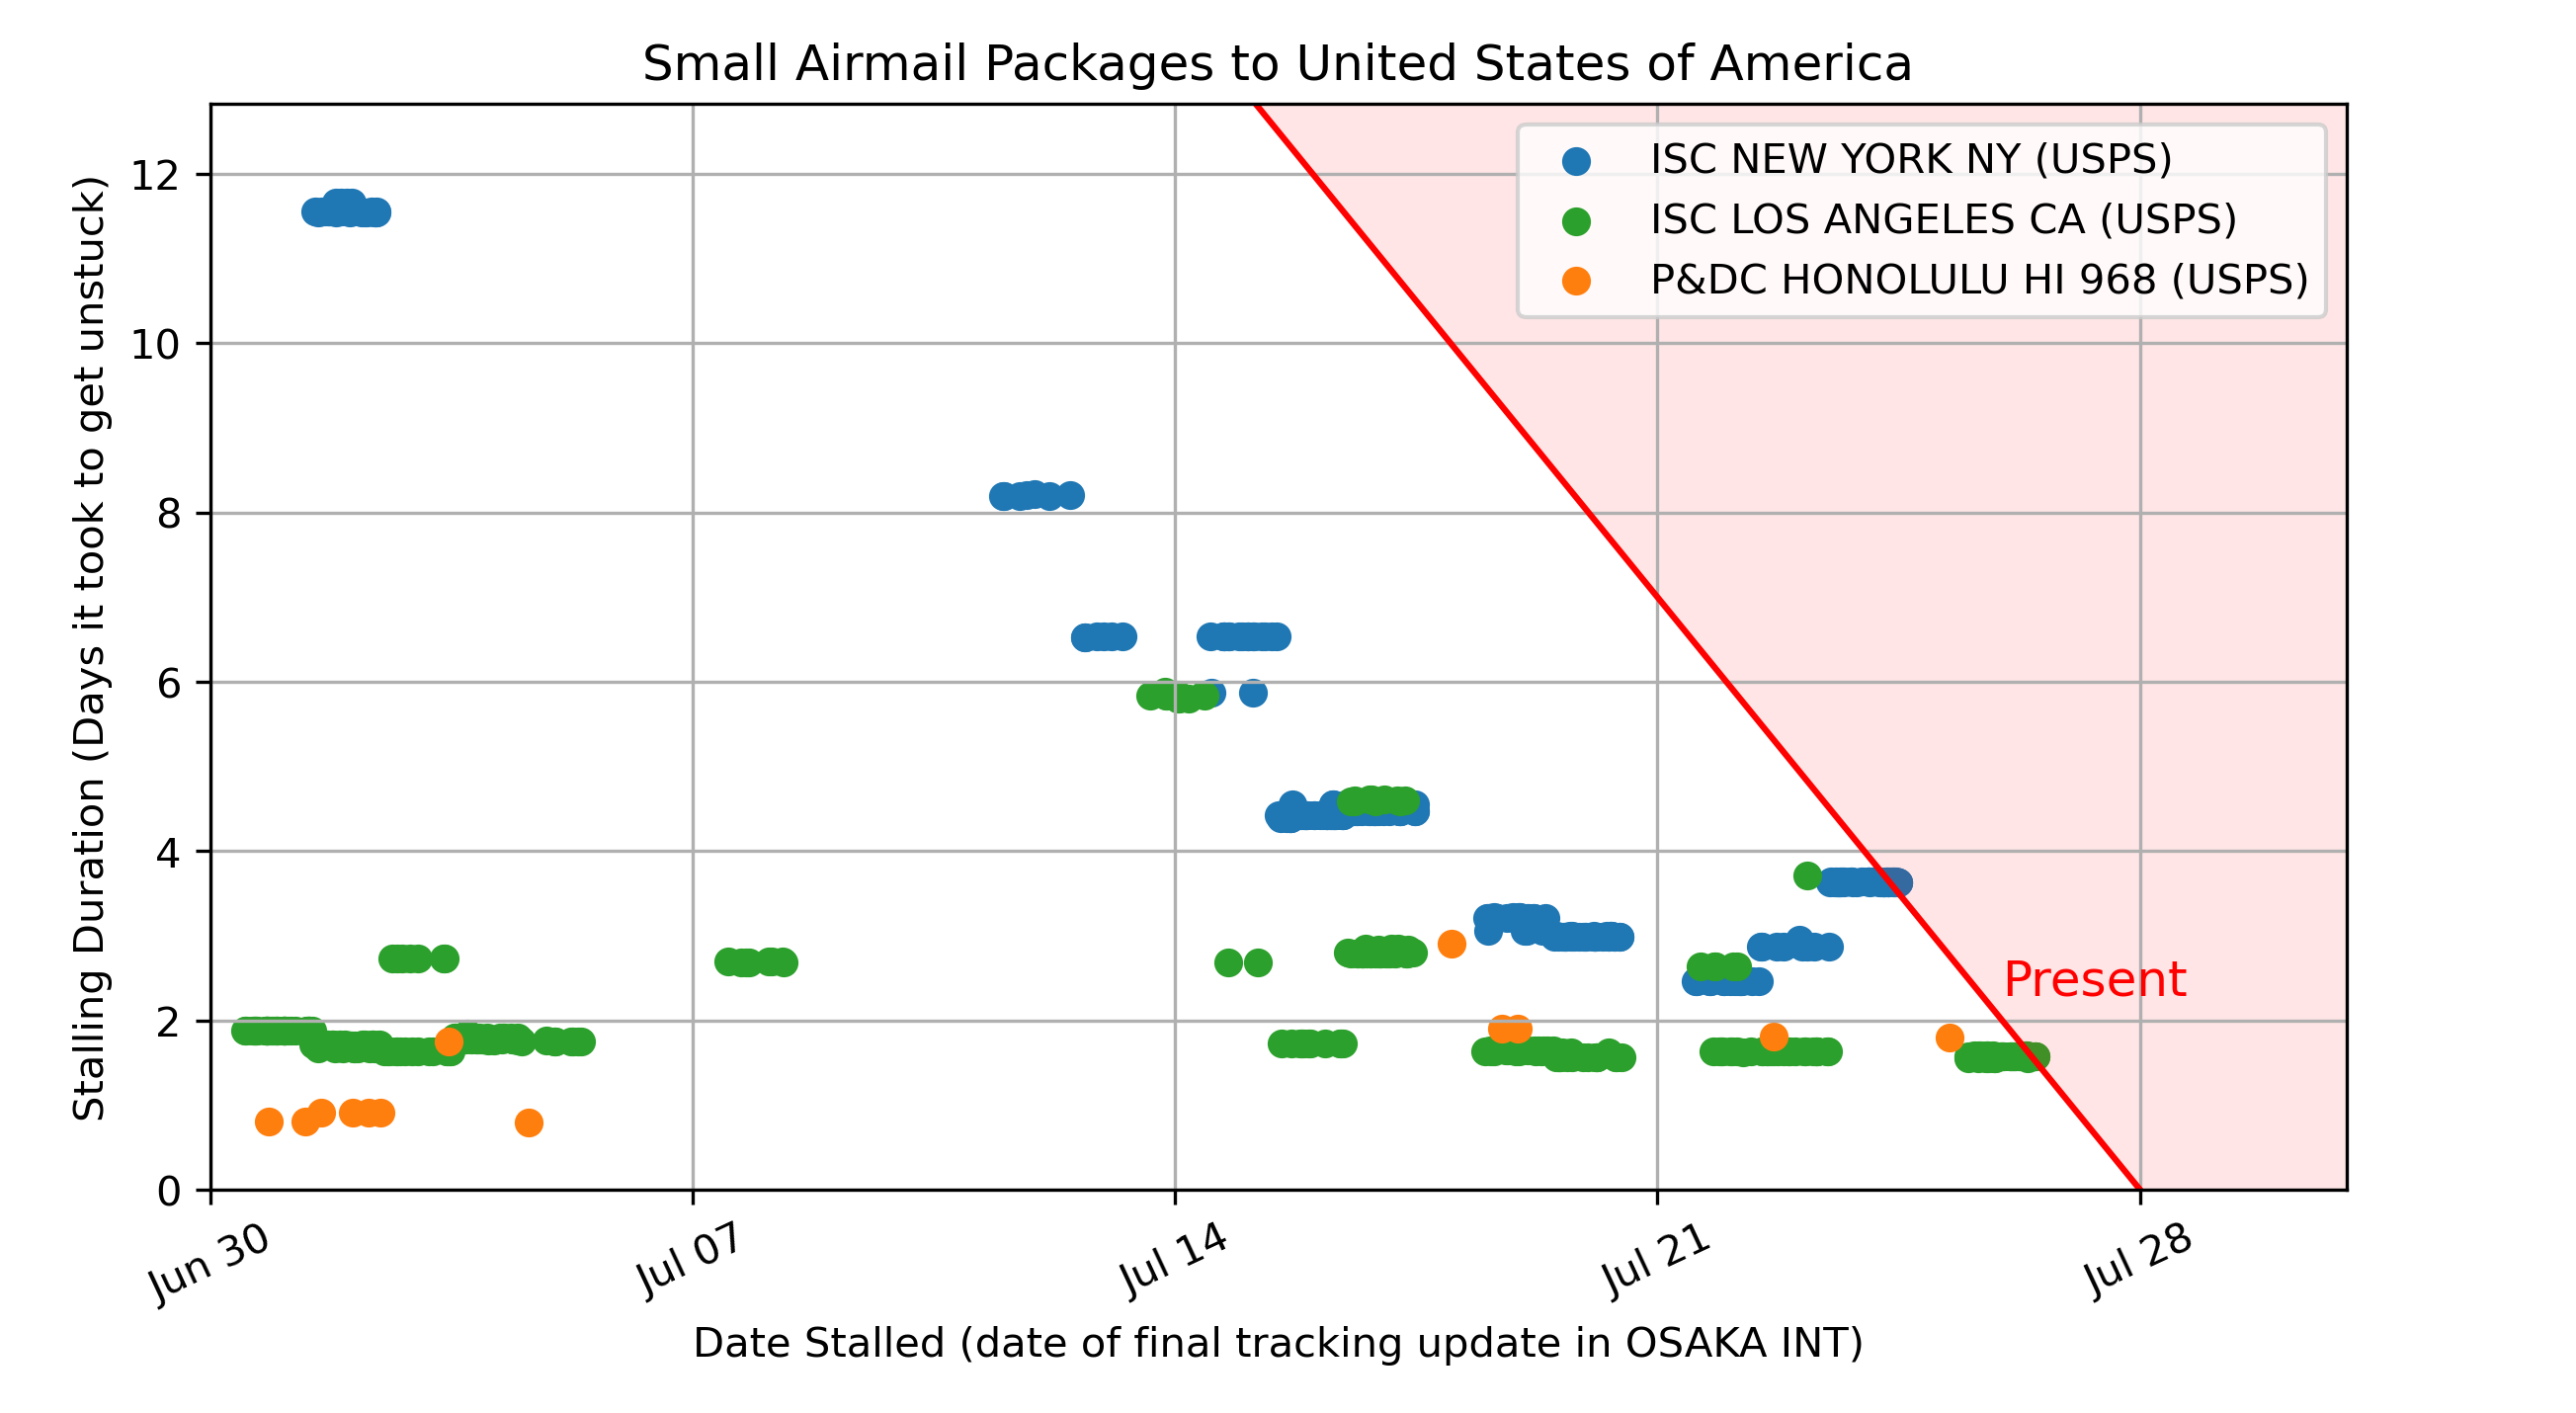 Small Airmail Packages to United States of America
ISC NEW YORK NY (USPS)
ISC LOS ANGELES CA (USPS)
P&DC HONOLULU HI 968 (USPS)
Stalling Duration (Days it took to get unstuck)
12
10
8
6
4
2
0
Present
Jun 30
Jul 07
Jul 14
Jul 21
Jul 28
Date Stalled (date of final tracking update in OSAKA INT)